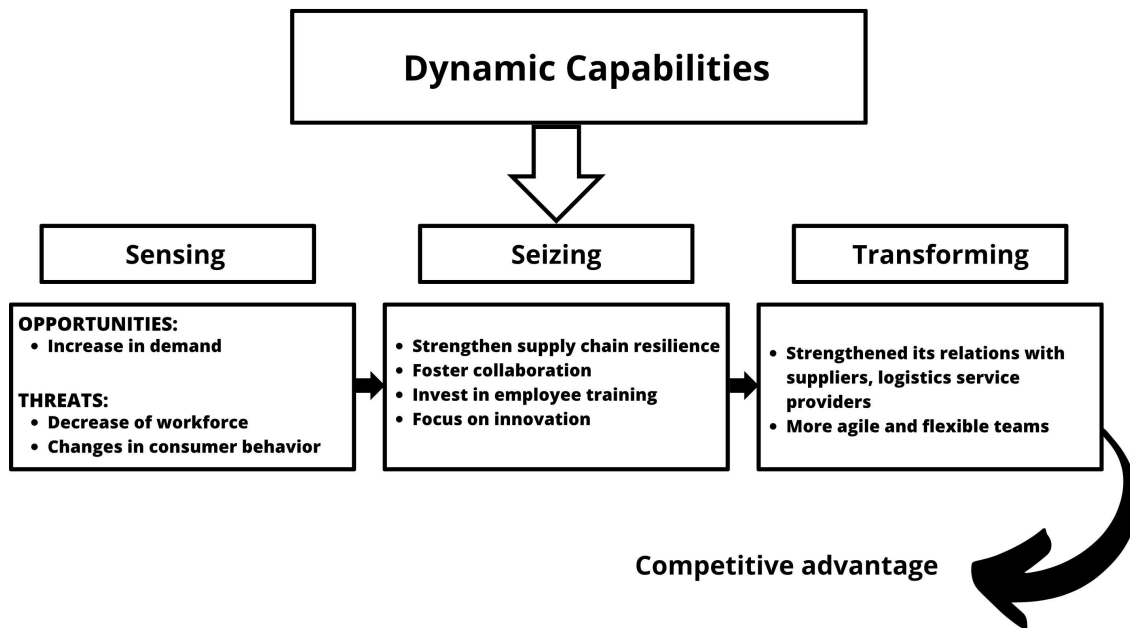 Dynamic Capabilities
Sensing
Seizing
Transforming
OPPORTUNITIES:
• Increase in demand
THREATS:
• Decrease of workforce
• Changes in consumer behavior
• Strengthen supply chain resilience
• Foster collaboration
• Invest in employee training
• Focus on innovation
• Strengthened its relations with
suppliers, logistics service
providers
• More agile and flexible teams
Competitive advantage